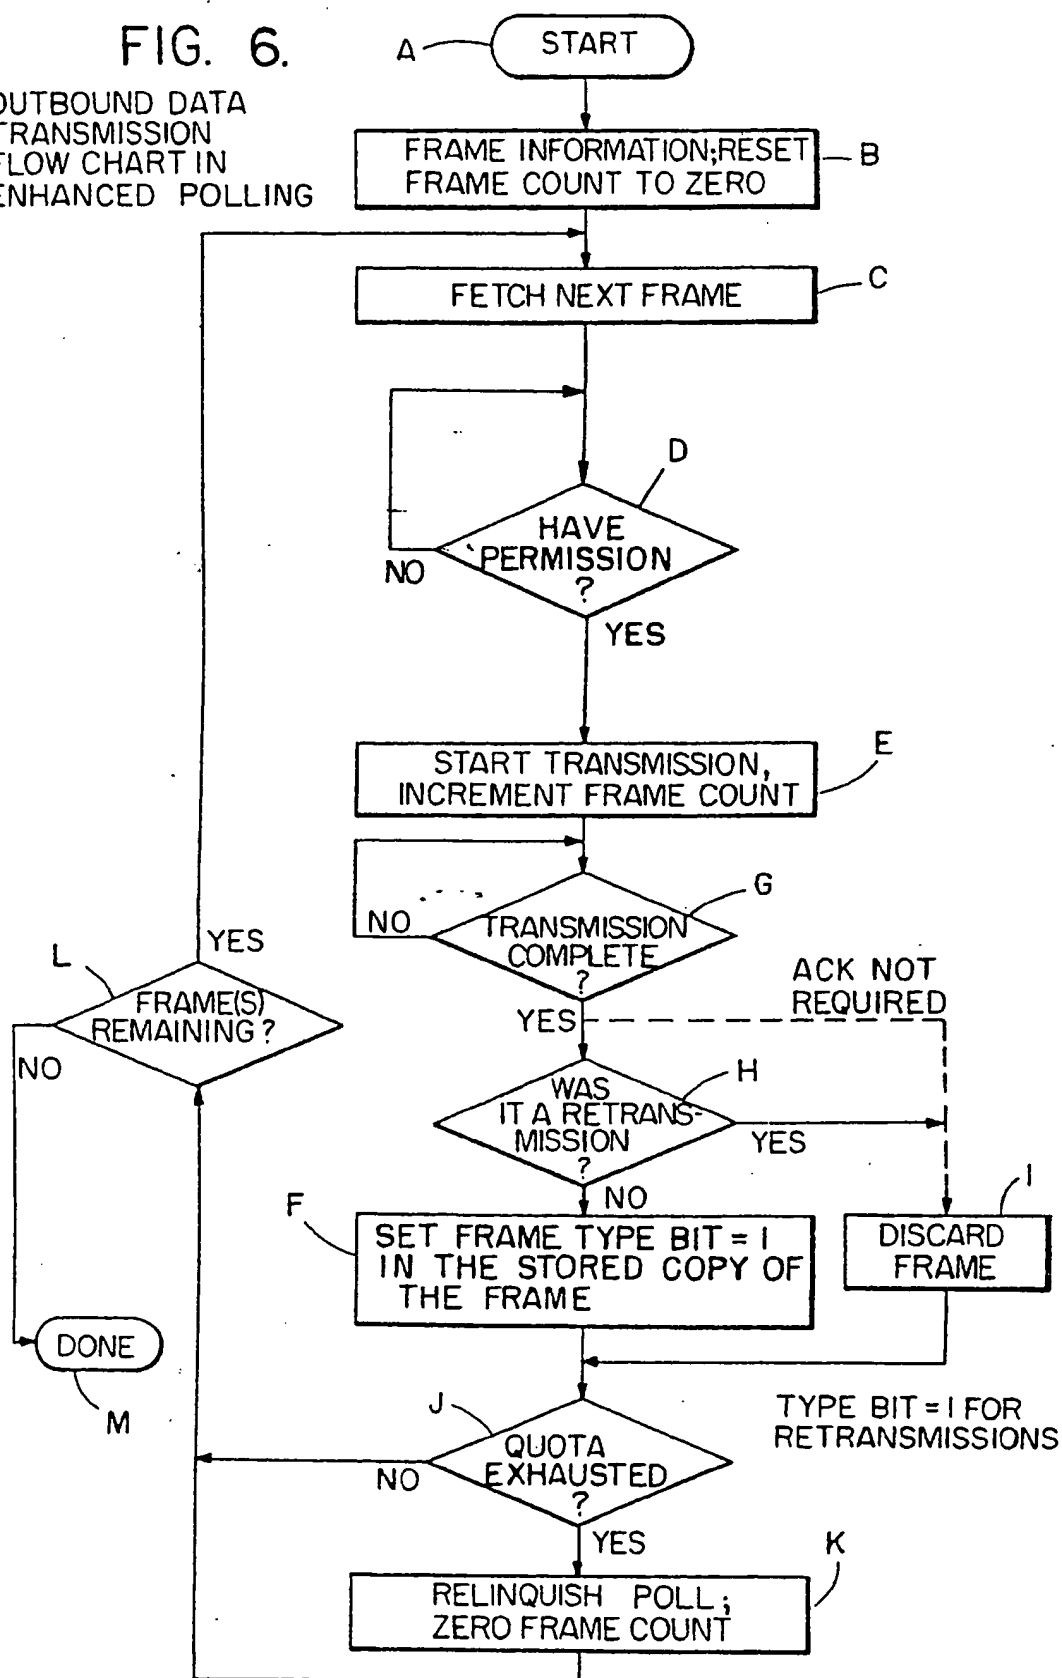 FIG. 6.
OUTBOUND DATA
TRANSMISSION
FLOW CHART IN
ENHANCED POLLING
A
START
FRAME INFORMATION;RESET
FRAME COUNT TO ZERO
B
FETCH NEXT FRAME
C
D
HAVE
PERMISSION
?
NO
YES
START TRANSMISSION,
INCREMENT FRAME COUNT
E
G
TRANSMISSION
COMPLETE
?
NO
YES
ACK NOT
REQUIRED
L
YES
FRAME(S)
REMAINING ?
NO
H
WAS
IT A RETRANS-
MISSION
?
YES
NO
F
SET FRAME TYPE BIT = 1
IN THE STORED COPY OF
THE FRAME
I
DISCARD
FRAME
DONE
M
J
QUOTA
EXHAUSTED
?
NO
YES
TYPE BIT = 1 FOR
RETRANSMISSIONS
K
RELINQUISH POLL;
ZERO FRAME COUNT